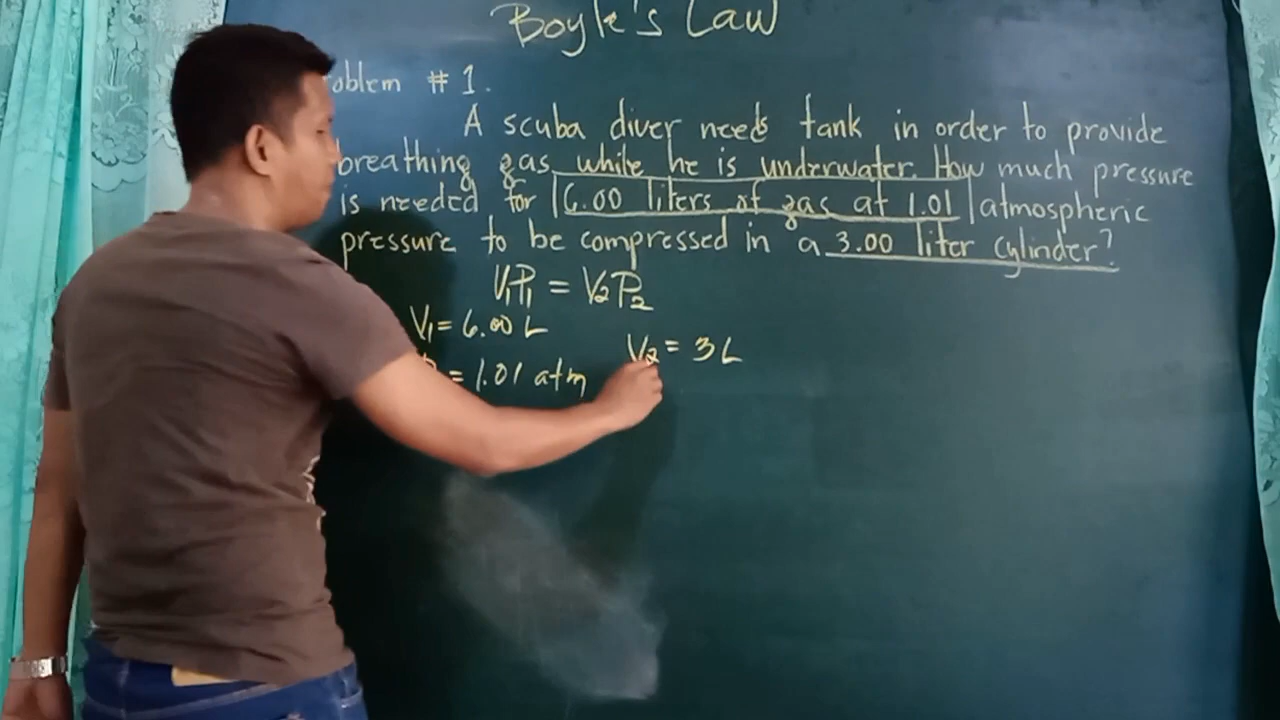 Boyle's Law
oblem # 1.
A scuba diver needs tank in order to provide
breathing gas while he is underwater. How much pressure
is needed for 6.00 liters of gas at 1.01 atmospheric
pressure to be compressed in a 3.00 liter cylinder?
V₁P₁ = V₂P₂
V₁ = 6.00 L
V₂ = 3 L
= 1.01 atm